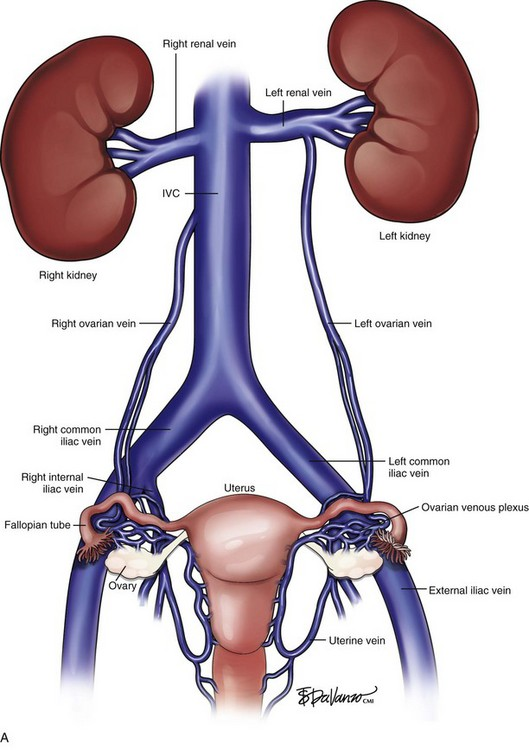 Right renal vein
Left renal vein
IVC
Left kidney
Right kidney
Right ovarian vein
Left ovarian vein
Right common
iliac vein
Left common
iliac vein
Right internal
iliac vein
Uterus
Ovarian venous plexus
Fallopian tube
Ovary
External iliac vein
Uterine vein
DaVanzo CMI
A